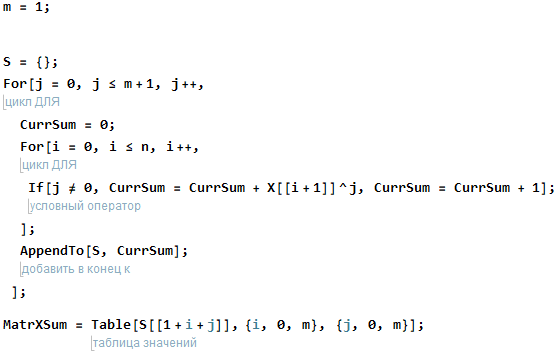 m = 1;
S = {};
For[j = 0, j ≤ m + 1, j++,
цикл ДЛЯ
CurrSum = 0;
For[i = 0, i ≤ n, i++,
цикл ДЛЯ
If[j ≠ 0, CurrSum = CurrSum + X[[i + 1]]^j, CurrSum = CurrSum + 1];
условный оператор
];
AppendTo[S, CurrSum];
добавить в конец к
];
MatrXSum = Table[S[[1 + i + j]], {i, 0, m}, {j, 0, m}];
таблица значений